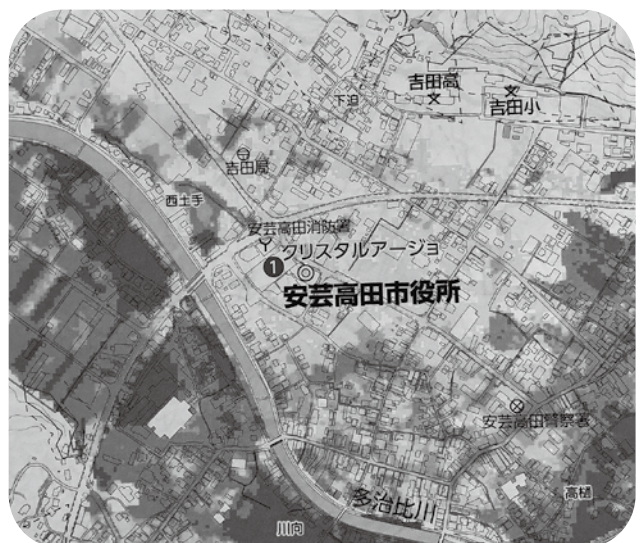 吉田高
吉田小
下迫
吉田局
西土手
安芸高田消防署
クリスタルアージョ
1
安芸高田市役所
安芸高田警察署
多治比川
高樋
川向